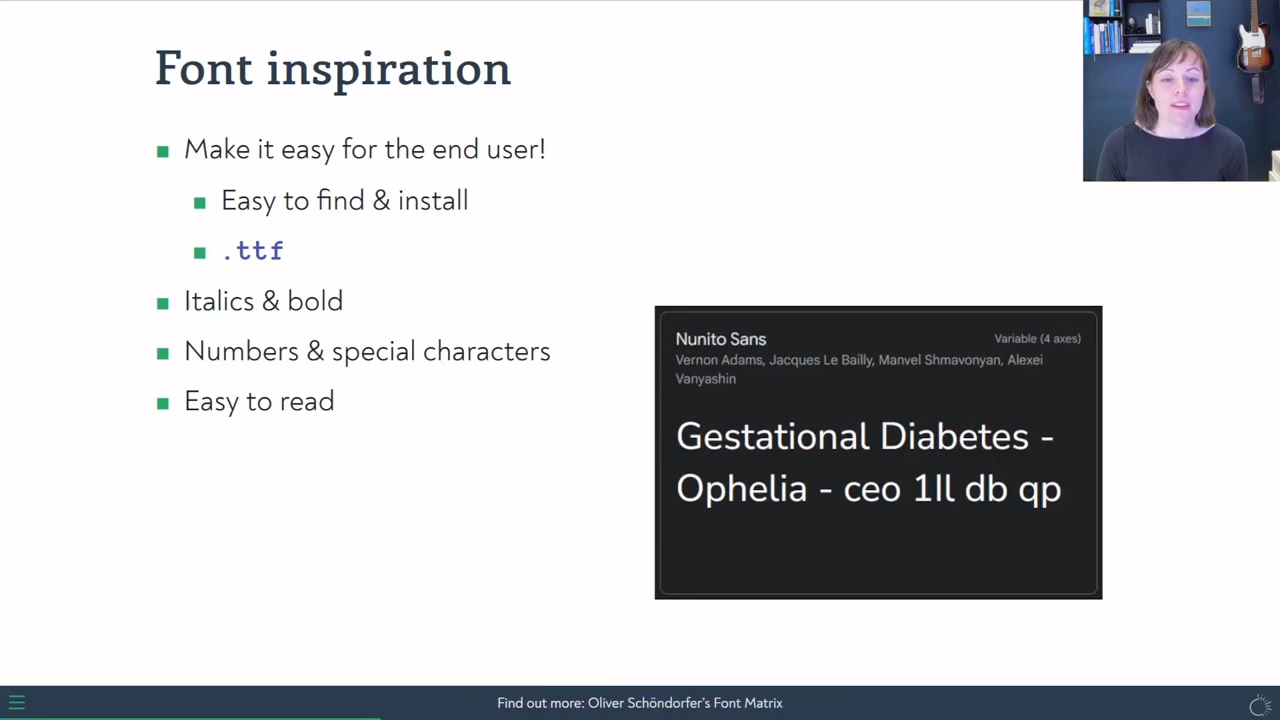 Font inspiration
Make it easy for the end user!
Easy to find & install
.ttf
Italics & bold
Numbers & special characters
Easy to read
Nunito Sans
Variable (4 axes)
Vernon Adams, Jacques Le Bailly, Manvel Shmavonyan, Alexei
Vanyashin
Gestational Diabetes -
Ophelia - ceo 1Il db qp
Find out more: Oliver Schöndorfer's Font Matrix